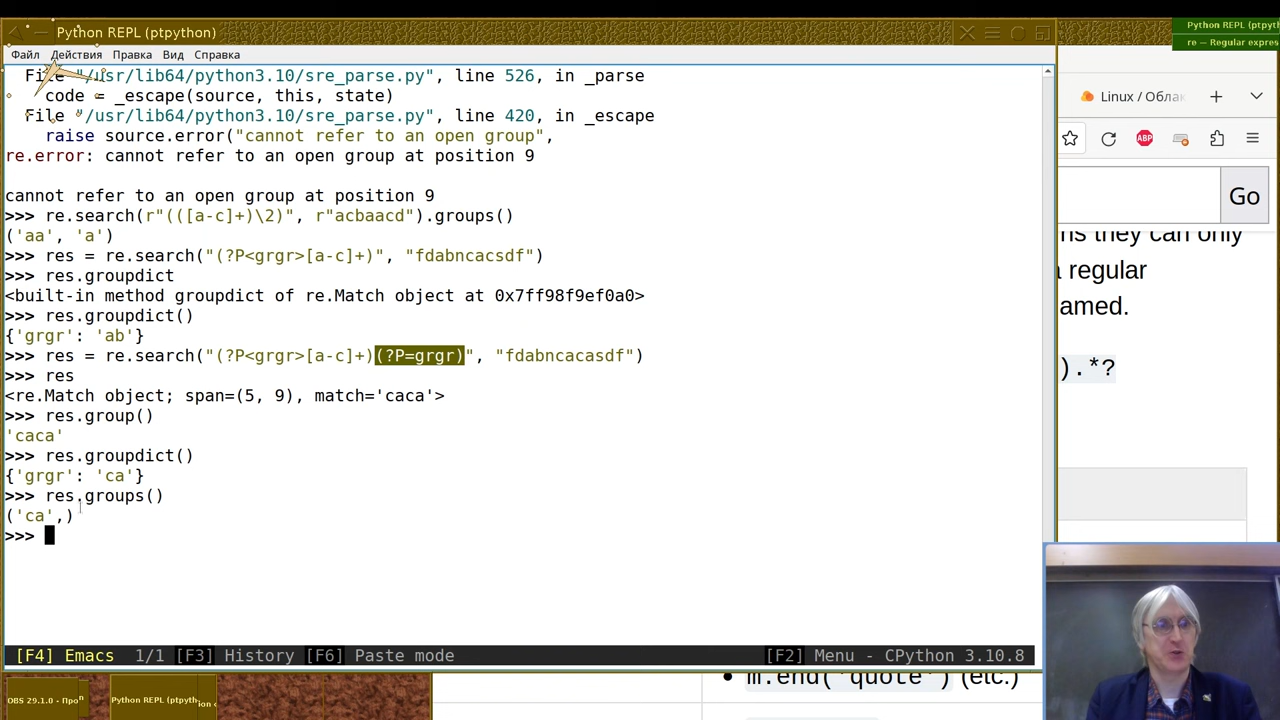 Python REPL (ptpython)
Файл Действия Правка Вид Справка
File "/usr/lib64/python3.10/sre_parse.py", line 526, in _parse
code = _escape(source, this, state)
File "/usr/lib64/python3.10/sre_parse.py", line 420, in _escape
raise source.error("cannot refer to an open group",
re.error: cannot refer to an open group at position 9
cannot refer to an open group at position 9
>>> re.search(r"(([a-c]+)\2)", r"acbaacd").groups()
('aa', 'a')
>>> res = re.search("(?P<grgr>[a-c]+)", "fdabncacsdf")
>>> res.groupdict
<built-in method groupdict of re.Match object at 0x7ff98f9ef0a0>
>>> res.groupdict()
{'grgr': 'ab'}
>>> res = re.search("(?P<grgr>[a-c]+)(?P=grgr)", "fdabncacasdf")
>>> res
<re.Match object; span=(5, 9), match='caca'>
>>> res.group()
'caca'
>>> res.groupdict()
{'grgr': 'ca'}
>>> res.groups()
('ca',)
>>>
[F4] Emacs 1/1 [F3] History [F6] Paste mode [F2] Menu - CPython 3.10.8
Python REPL (ptpython)
re — Regular expres
Linux / Обла
ABP
Go
ns they can only
a regular
amed.
).*?
m.end('quote') (etc.)
OBS 29.1.0 - Про
Python REPL (ptpyth